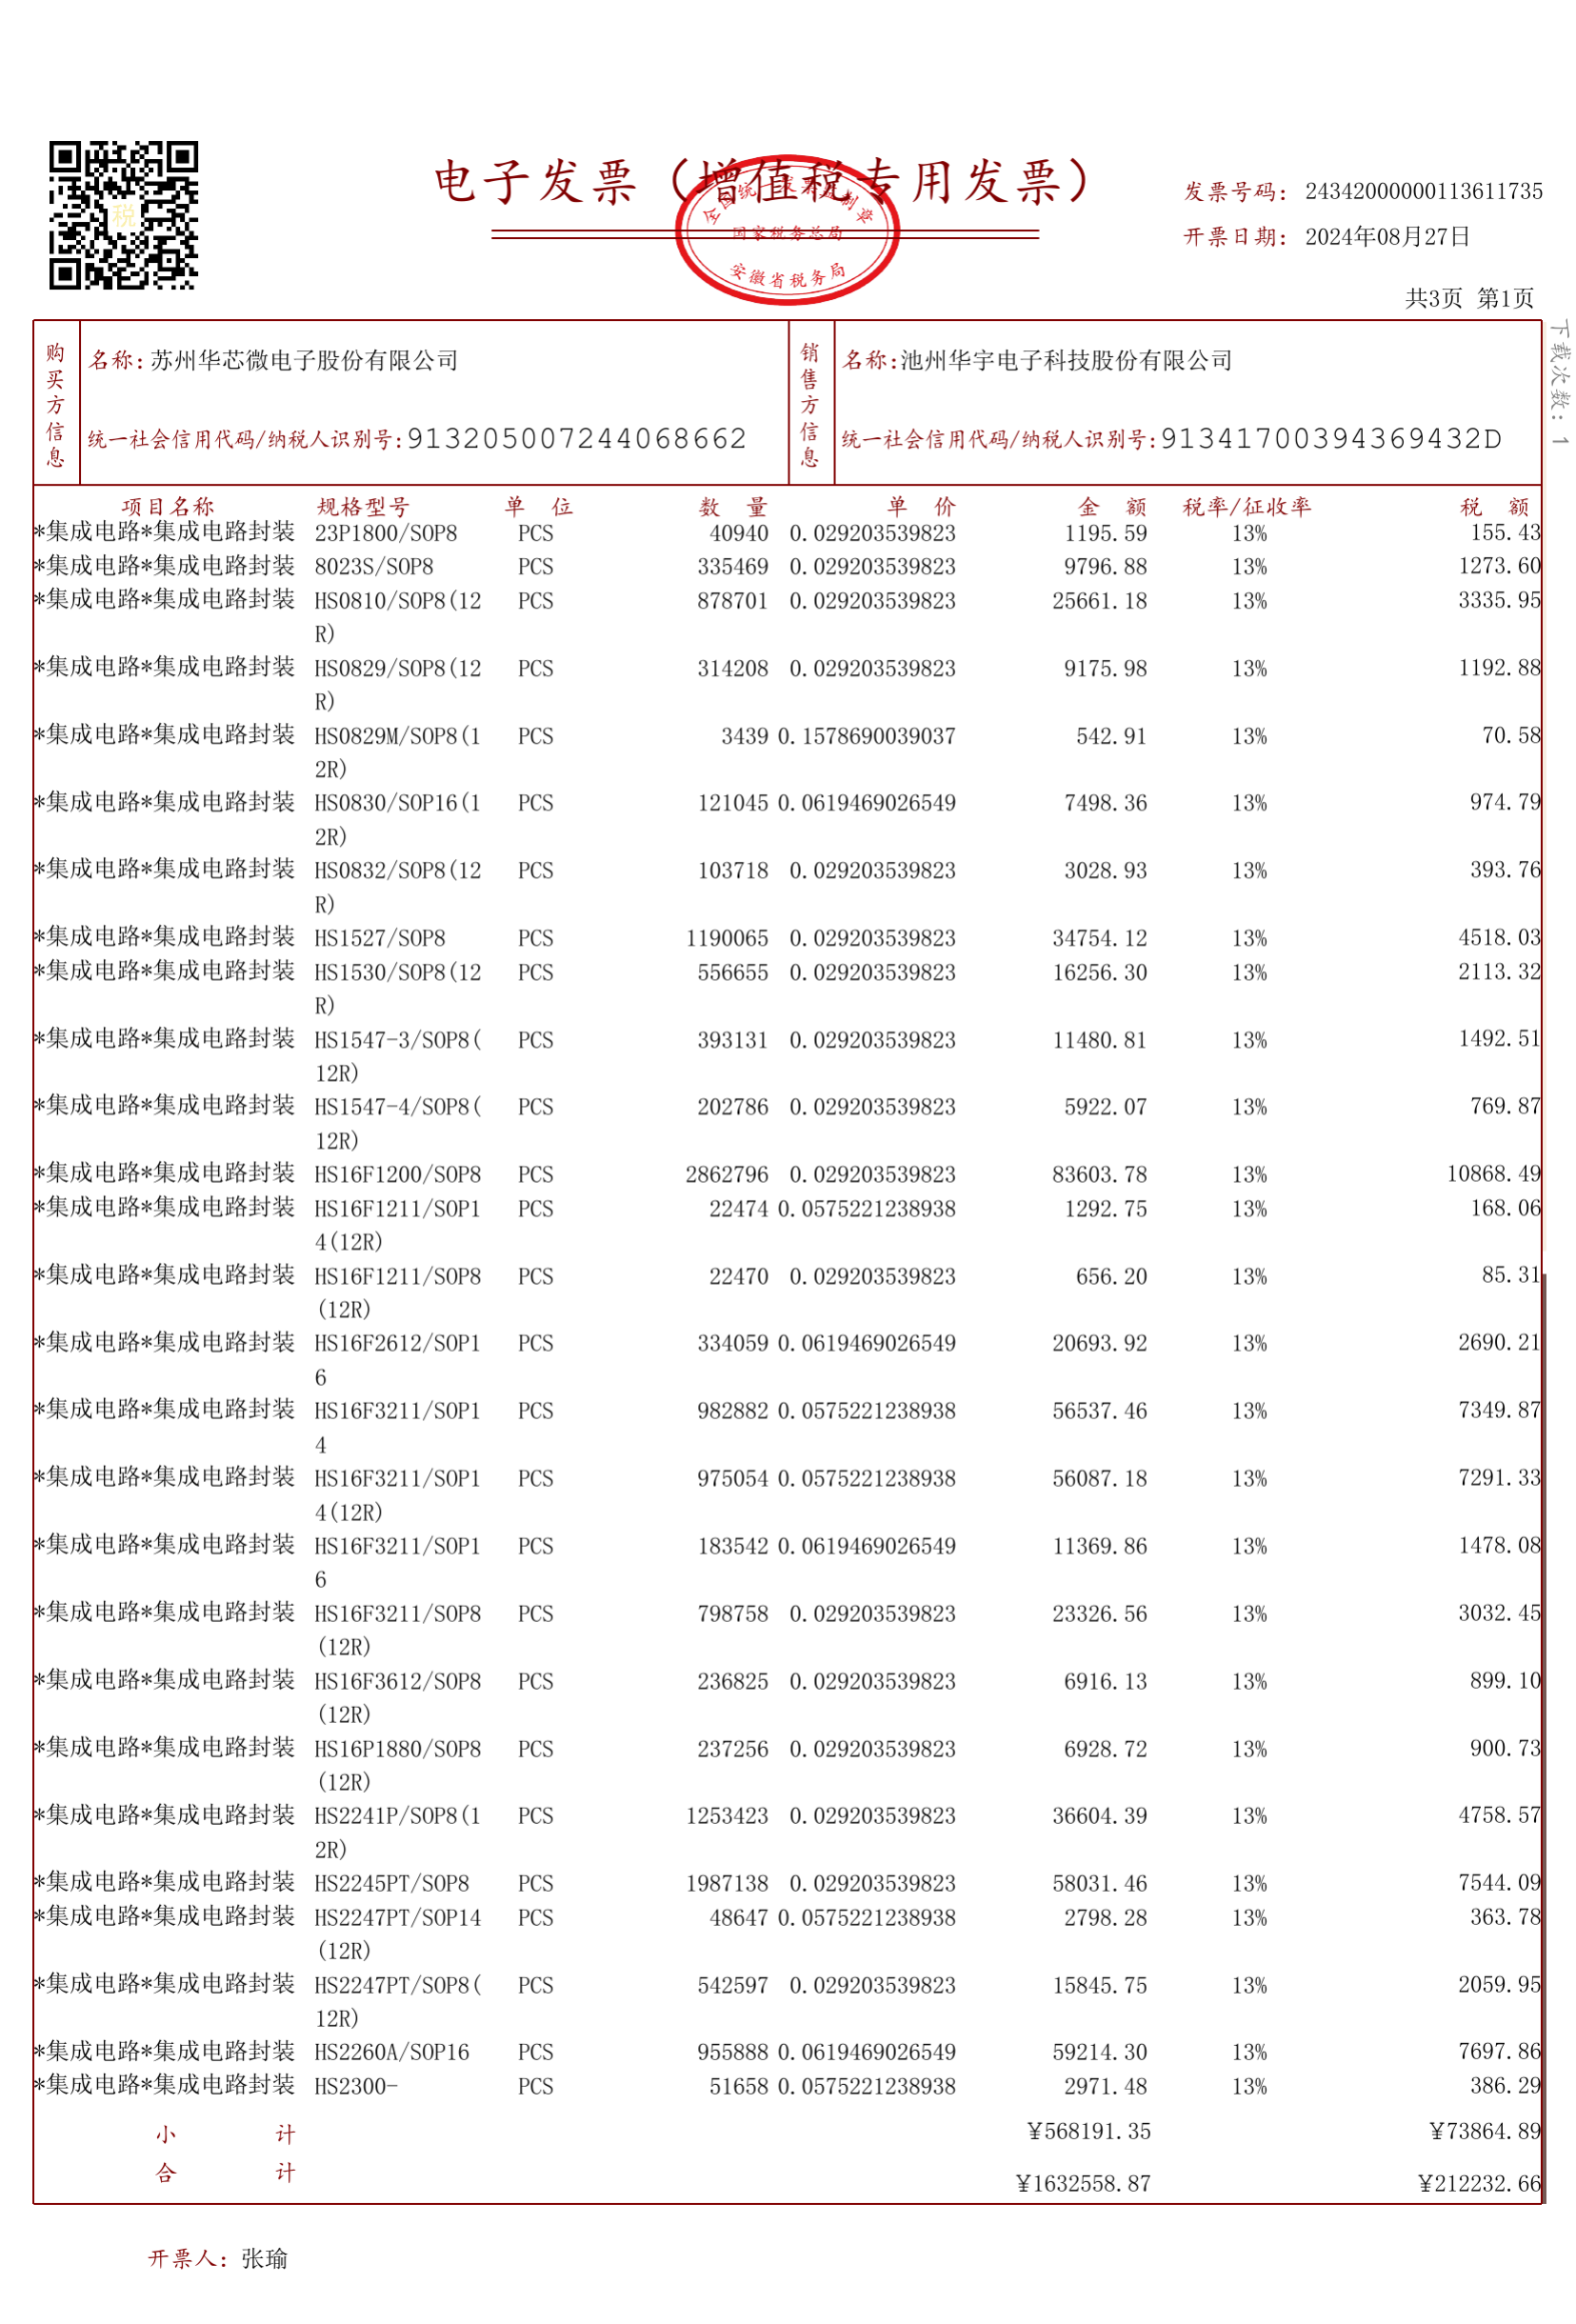 电子发票（增值税专用发票）
全国统一发票监制章
国家税务总局
安徽省税务局
税
发票号码：24342000000113611735
开票日期：2024年08月27日
共3页 第1页
下载次数：1
购买方信息
名称：苏州华芯微电子股份有限公司
统一社会信用代码/纳税人识别号：913205007244068662
销售方信息
名称：池州华宇电子科技股份有限公司
统一社会信用代码/纳税人识别号：91341700394369432D
项目名称 规格型号 单 位 数 量 单 价 金 额 税率/征收率 税 额
*集成电路*集成电路封装 23P1800/SOP8 PCS 40940 0.029203539823 1195.59 13% 155.43
*集成电路*集成电路封装 8023S/SOP8 PCS 335469 0.029203539823 9796.88 13% 1273.60
*集成电路*集成电路封装 HS0810/SOP8(12 PCS 878701 0.029203539823 25661.18 13% 3335.95
R)
*集成电路*集成电路封装 HS0829/SOP8(12 PCS 314208 0.029203539823 9175.98 13% 1192.88
R)
*集成电路*集成电路封装 HS0829M/SOP8(1 PCS 3439 0.1578690039037 542.91 13% 70.58
2R)
*集成电路*集成电路封装 HS0830/SOP16(1 PCS 121045 0.0619469026549 7498.36 13% 974.79
2R)
*集成电路*集成电路封装 HS0832/SOP8(12 PCS 103718 0.029203539823 3028.93 13% 393.76
R)
*集成电路*集成电路封装 HS1527/SOP8 PCS 1190065 0.029203539823 34754.12 13% 4518.03
*集成电路*集成电路封装 HS1530/SOP8(12 PCS 556655 0.029203539823 16256.30 13% 2113.32
R)
*集成电路*集成电路封装 HS1547-3/SOP8( PCS 393131 0.029203539823 11480.81 13% 1492.51
12R)
*集成电路*集成电路封装 HS1547-4/SOP8( PCS 202786 0.029203539823 5922.07 13% 769.87
12R)
*集成电路*集成电路封装 HS16F1200/SOP8 PCS 2862796 0.029203539823 83603.78 13% 10868.49
*集成电路*集成电路封装 HS16F1211/SOP1 PCS 22474 0.0575221238938 1292.75 13% 168.06
4(12R)
*集成电路*集成电路封装 HS16F1211/SOP8 PCS 22470 0.029203539823 656.20 13% 85.31
(12R)
*集成电路*集成电路封装 HS16F2612/SOP1 PCS 334059 0.0619469026549 20693.92 13% 2690.21
6
*集成电路*集成电路封装 HS16F3211/SOP1 PCS 982882 0.0575221238938 56537.46 13% 7349.87
4
*集成电路*集成电路封装 HS16F3211/SOP1 PCS 975054 0.0575221238938 56087.18 13% 7291.33
4(12R)
*集成电路*集成电路封装 HS16F3211/SOP1 PCS 183542 0.0619469026549 11369.86 13% 1478.08
6
*集成电路*集成电路封装 HS16F3211/SOP8 PCS 798758 0.029203539823 23326.56 13% 3032.45
(12R)
*集成电路*集成电路封装 HS16F3612/SOP8 PCS 236825 0.029203539823 6916.13 13% 899.10
(12R)
*集成电路*集成电路封装 HS16P1880/SOP8 PCS 237256 0.029203539823 6928.72 13% 900.73
(12R)
*集成电路*集成电路封装 HS2241P/SOP8(1 PCS 1253423 0.029203539823 36604.39 13% 4758.57
2R)
*集成电路*集成电路封装 HS2245PT/SOP8 PCS 1987138 0.029203539823 58031.46 13% 7544.09
*集成电路*集成电路封装 HS2247PT/SOP14 PCS 48647 0.0575221238938 2798.28 13% 363.78
(12R)
*集成电路*集成电路封装 HS2247PT/SOP8( PCS 542597 0.029203539823 15845.75 13% 2059.95
12R)
*集成电路*集成电路封装 HS2260A/SOP16 PCS 955888 0.0619469026549 59214.30 13% 7697.86
*集成电路*集成电路封装 HS2300- PCS 51658 0.0575221238938 2971.48 13% 386.29
小 计 ¥568191.35 ¥73864.89
合 计 ¥1632558.87 ¥212232.66
开票人：张瑜